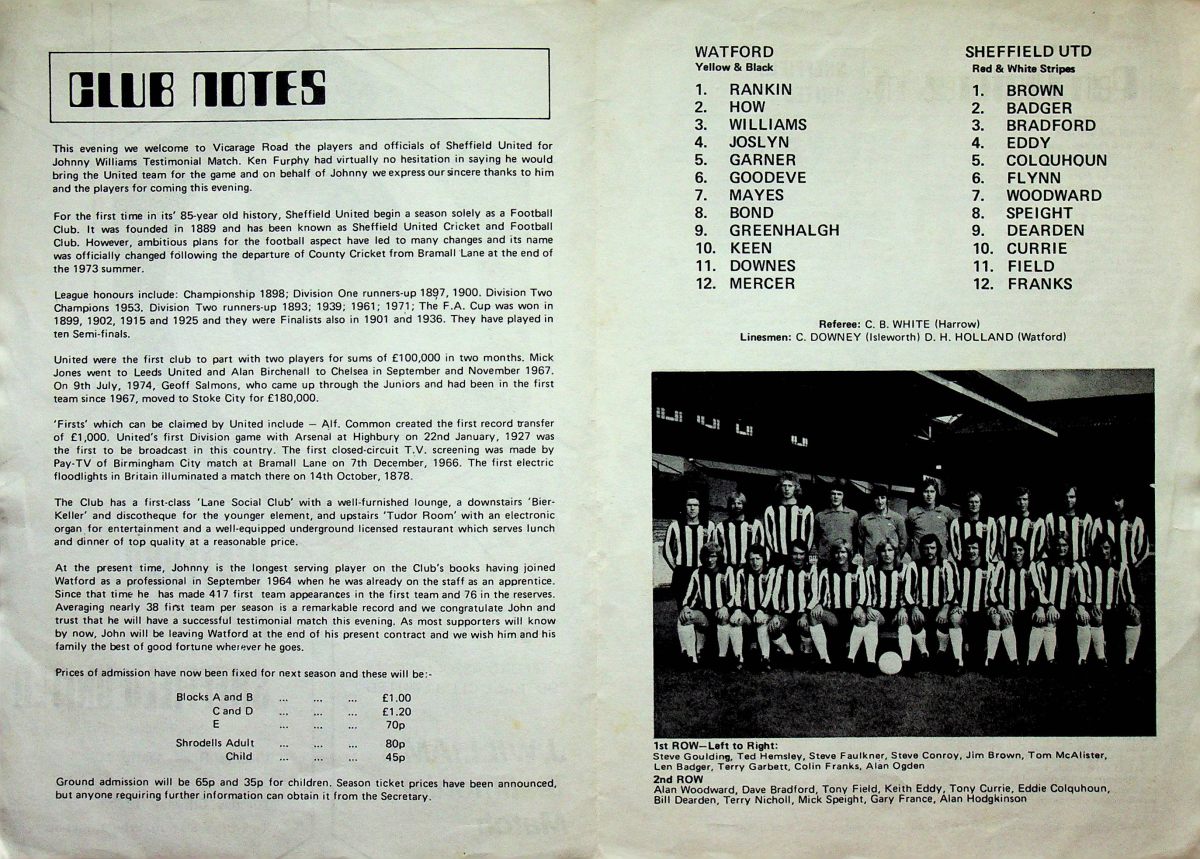 CLUB NOTES
This evening we welcome to Vicarage Road the players and officials of Sheffield United for
Johnny Williams Testimonial Match. Ken Furphy had virtually no hesitation in saying he would
bring the United team for the game and on behalf of Johnny we express our sincere thanks to him
and the players for coming this evening.
For the first time in its' 85-year old history, Sheffield United begin a season solely as a Football
Club. It was founded in 1889 and has been known as Sheffield United Cricket and Football
Club. However, ambitious plans for the football aspect have led to many changes and its name
was officially changed following the departure of County Cricket from Bramall Lane at the end of
the 1973 summer.
League honours include: Championship 1898; Division One runners-up 1897, 1900. Division Two
Champions 1953. Division Two runners-up 1893; 1939; 1961; 1971; The F.A. Cup was won in
1899, 1902, 1915 and 1925 and they were Finalists also in 1901 and 1936. They have played in
ten Semi-finals.
United were the first club to part with two players for sums of £100,000 in two months. Mick
Jones went to Leeds United and Alan Birchenall to Chelsea in September and November 1967.
On 9th July, 1974, Geoff Salmons, who came up through the Juniors and had been in the first
team since 1967, moved to Stoke City for £180,000.
'Firsts' which can be claimed by United include — Alf. Common created the first record transfer
of £1,000. United's first Division game with Arsenal at Highbury on 22nd January, 1927 was
the first to be broadcast in this country. The first closed-circuit T.V. screening was made by
Pay-TV of Birmingham City match at Bramall Lane on 7th December, 1966. The first electric
floodlights in Britain illuminated a match there on 14th October, 1878.
The Club has a first-class 'Lane Social Club' with a well-furnished lounge, a downstairs 'Bier-
Keller' and discotheque for the younger element, and upstairs 'Tudor Room' with an electronic
organ for entertainment and a well-equipped underground licensed restaurant which serves lunch
and dinner of top quality at a reasonable price.
At the present time, Johnny is the longest serving player on the Club's books having joined
Watford as a professional in September 1964 when he was already on the staff as an apprentice.
Since that time he has made 417 first team appearances in the first team and 76 in the reserves.
Averaging nearly 38 first team per season is a remarkable record and we congratulate John and
trust that he will have a successful testimonial match this evening. As most supporters will know
by now, John will be leaving Watford at the end of his present contract and we wish him and his
family the best of good fortune wherever he goes.
Prices of admission have now been fixed for next season and these will be:-
Blocks A and B ... ... ... £1.00
C and D ... ... ... £1.20
E ... ... ... 70p
Shrodells Adult ... ... ... 80p
Child ... ... ... 45p
Ground admission will be 65p and 35p for children. Season ticket prices have been announced,
but anyone requiring further information can obtain it from the Secretary.
WATFORD
Yellow & Black
1. RANKIN
2. HOW
3. WILLIAMS
4. JOSLYN
5. GARNER
6. GOODEVE
7. MAYES
8. BOND
9. GREENHALGH
10. KEEN
11. DOWNES
12. MERCER
SHEFFIELD UTD
Red & White Stripes
1. BROWN
2. BADGER
3. BRADFORD
4. EDDY
5. COLQUHOUN
6. FLYNN
7. WOODWARD
8. SPEIGHT
9. DEARDEN
10. CURRIE
11. FIELD
12. FRANKS
Referee: C. B. WHITE (Harrow)
Linesmen: C. DOWNEY (Isleworth) D. H. HOLLAND (Watford)
1st ROW—Left to Right:
Steve Goulding, Ted Hemsley, Steve Faulkner, Steve Conroy, Jim Brown, Tom McAlister,
Len Badger, Terry Garbett, Colin Franks, Alan Ogden
2nd ROW
Alan Woodward, Dave Bradford, Tony Field, Keith Eddy, Tony Currie, Eddie Colquhoun,
Bill Dearden, Terry Nicholl, Mick Speight, Gary France, Alan Hodgkinson